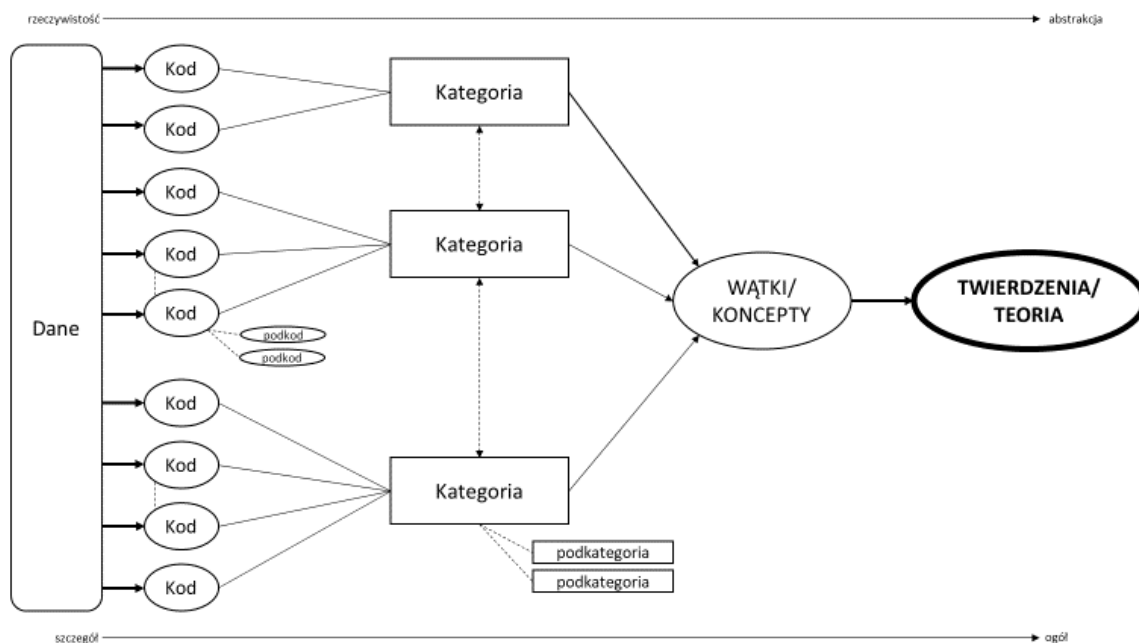 rzeczywistość
abstrakcja
Kod
Kategoria
Kod
Kod
Kod
Kategoria
WĄTKI/
KONCEPTY
TWIERDZENIA/
TEORIA
Kod
Dane
podkod
podkod
Kod
Kod
Kategoria
Kod
podkategoria
podkategoria
Kod
szczegół
ogół